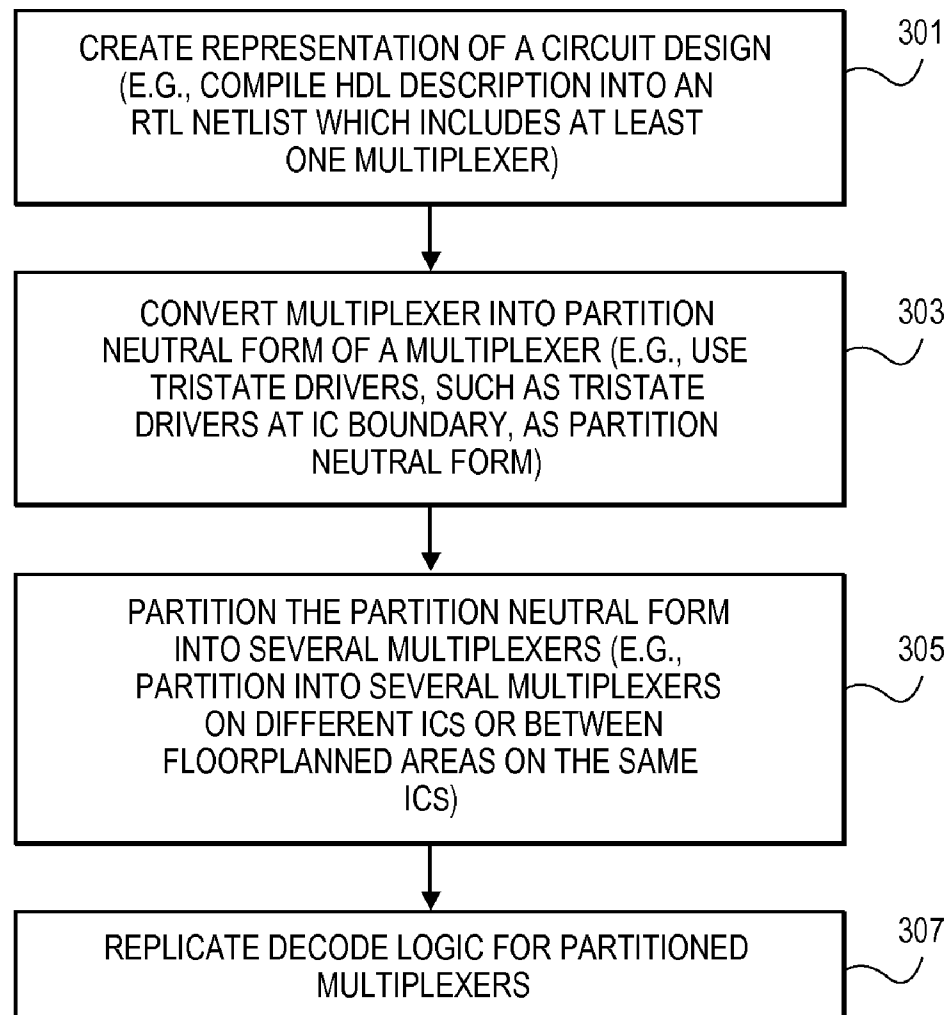 CREATE REPRESENTATION OF A CIRCUIT DESIGN
(E.G., COMPILE HDL DESCRIPTION INTO AN
RTL NETLIST WHICH INCLUDES AT LEAST
ONE MULTIPLEXER)
301
CONVERT MULTIPLEXER INTO PARTITION
NEUTRAL FORM OF A MULTIPLEXER (E.G., USE
TRISTATE DRIVERS, SUCH AS TRISTATE
DRIVERS AT IC BOUNDARY, AS PARTITION
NEUTRAL FORM)
303
PARTITION THE PARTITION NEUTRAL FORM
INTO SEVERAL MULTIPLEXERS (E.G.,
PARTITION INTO SEVERAL MULTIPLEXERS
ON DIFFERENT ICs OR BETWEEN
FLOORPLANNED AREAS ON THE SAME
ICs)
305
REPLICATE DECODE LOGIC FOR PARTITIONED
MULTIPLEXERS
307